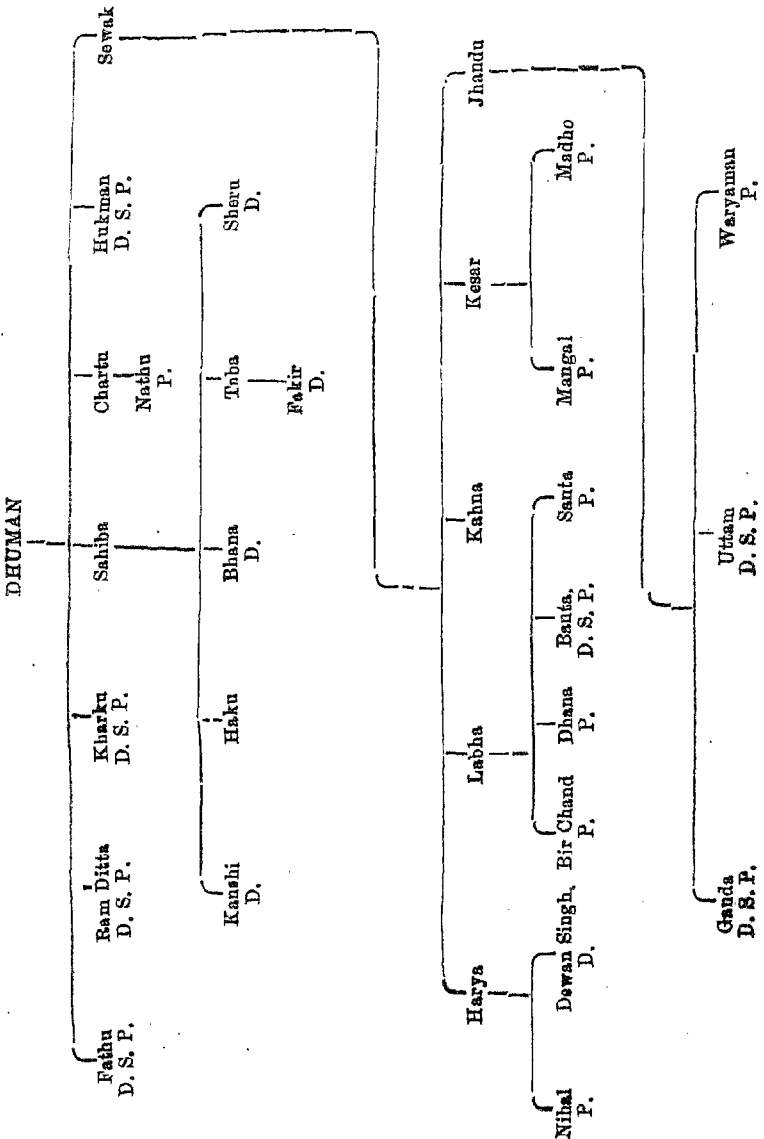 DHUMAN
Fathu Ram Ditta Kharku Sahiba Chartu Hukman Sewak
D. S. P. D. S. P. D. S. P. Nathu D. S. P.
P.
Kanshi Haku Bhana Sheru
D. D. D.
Fakir
D.
Harya Labha Kahna Kesar Jhandu
Nihal Dewan Singh. Bir Chand Dhana Banta. Santa Mangal Madho
P. D. P. P. D. S. P. P. P. P.
Ganda Uttam Waryaman
D. S. P. D. S. P. P.